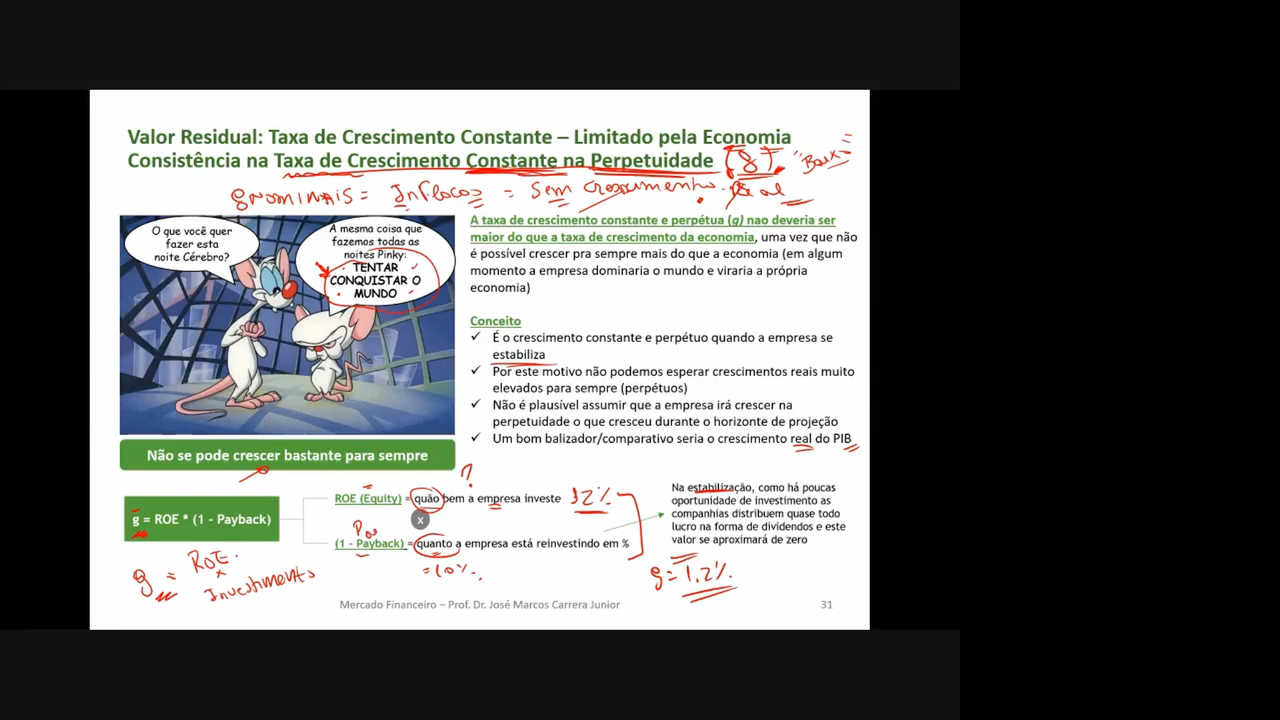 Valor Residual: Taxa de Crescimento Constante – Limitado pela Economia
Consistência na Taxa de Crescimento Constante na Perpetuidade (g)
g NOMINAIS = Inflação = Sem crescimento Real
O que você quer
fazer esta
noite Cérebro?
A mesma coisa que
fazemos todas as
noites Pinky:
TENTAR
CONQUISTAR O
MUNDO
Não se pode crescer bastante para sempre
A taxa de crescimento constante e perpétua (g) nao deveria ser
maior do que a taxa de crescimento da economia, uma vez que não
é possível crescer pra sempre mais do que a economia (em algum
momento a empresa dominaria o mundo e viraria a própria
economia)
Conceito
✓ É o crescimento constante e perpétuo quando a empresa se
estabiliza
✓ Por este motivo não podemos esperar crescimentos reais muito
elevados para sempre (perpétuos)
✓ Não é plausível assumir que a empresa irá crescer na
perpetuidade o que cresceu durante o horizonte de projeção
✓ Um bom balizador/comparativo seria o crescimento real do PIB
g = ROE * (1 - Payback)
?
ROE (Equity) = quão bem a empresa investe 12%
x
(1 - Payback) = quanto a empresa está reinvestindo em %
= 10%
g = ROE
x
Investimento
Na estabilização, como há poucas
oportunidade de investimento as
companhias distribuem quase todo
lucro na forma de dividendos e este
valor se aproximará de zero
g = 1.2%
Mercado Financeiro – Prof. Dr. José Marcos Carrera Junior
31